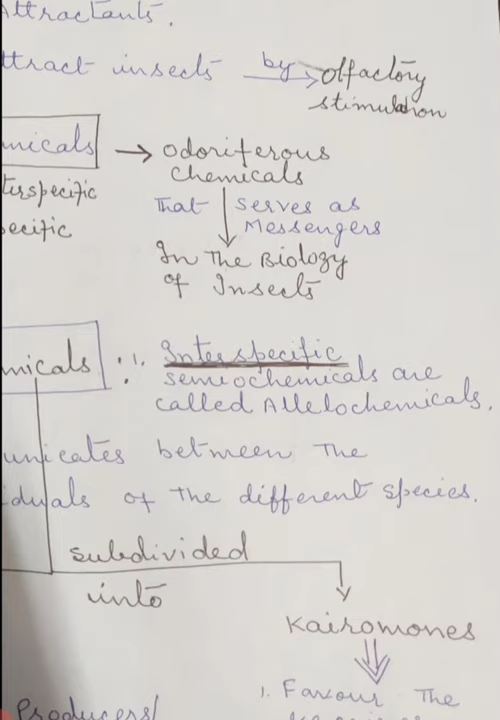 Attractants.
ttract insects by olfactory
stimulation
micals → Odoriferous
chemicals
terspecific
That serves as
Messengers
ecific
In The Biology
of Insects
micals 1. Interspecific
semiochemicals are
called Allelochemicals.
unicates between The
iduals of The different species.
subdivided
into
Kairomones
1. Favour The
Producers/